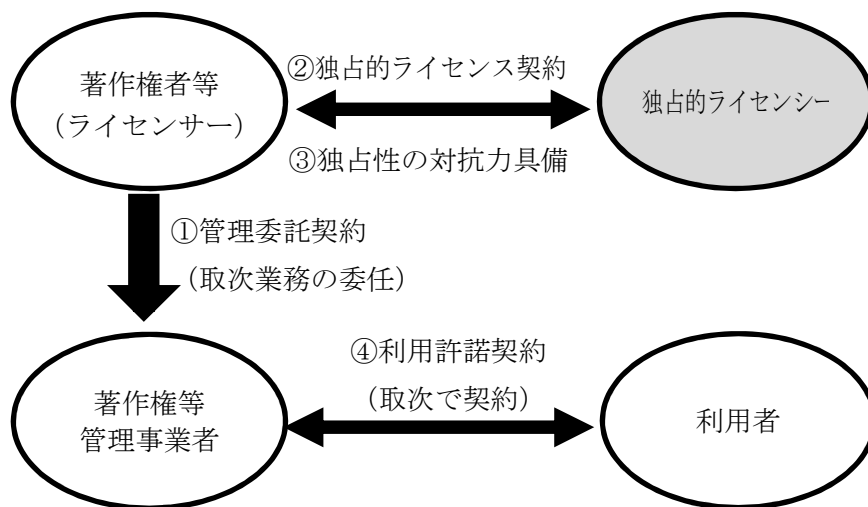 著作権者等
（ライセンサー）
②独占的ライセンス契約
③独占性の対抗力具備
独占的ライセンシー
①管理委託契約
（取次業務の委任）
著作権等
管理事業者
④利用許諾契約
（取次で契約）
利用者